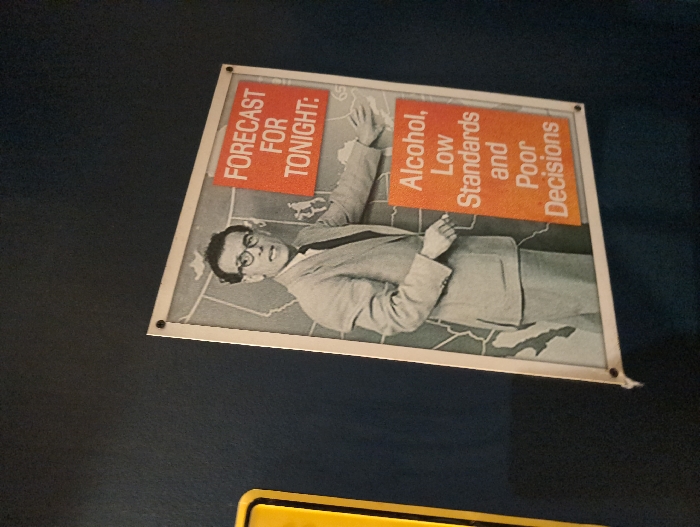 FORECAST
FOR
TONIGHT:
Alcohol,
Low
Standards
and
Poor
Decisions